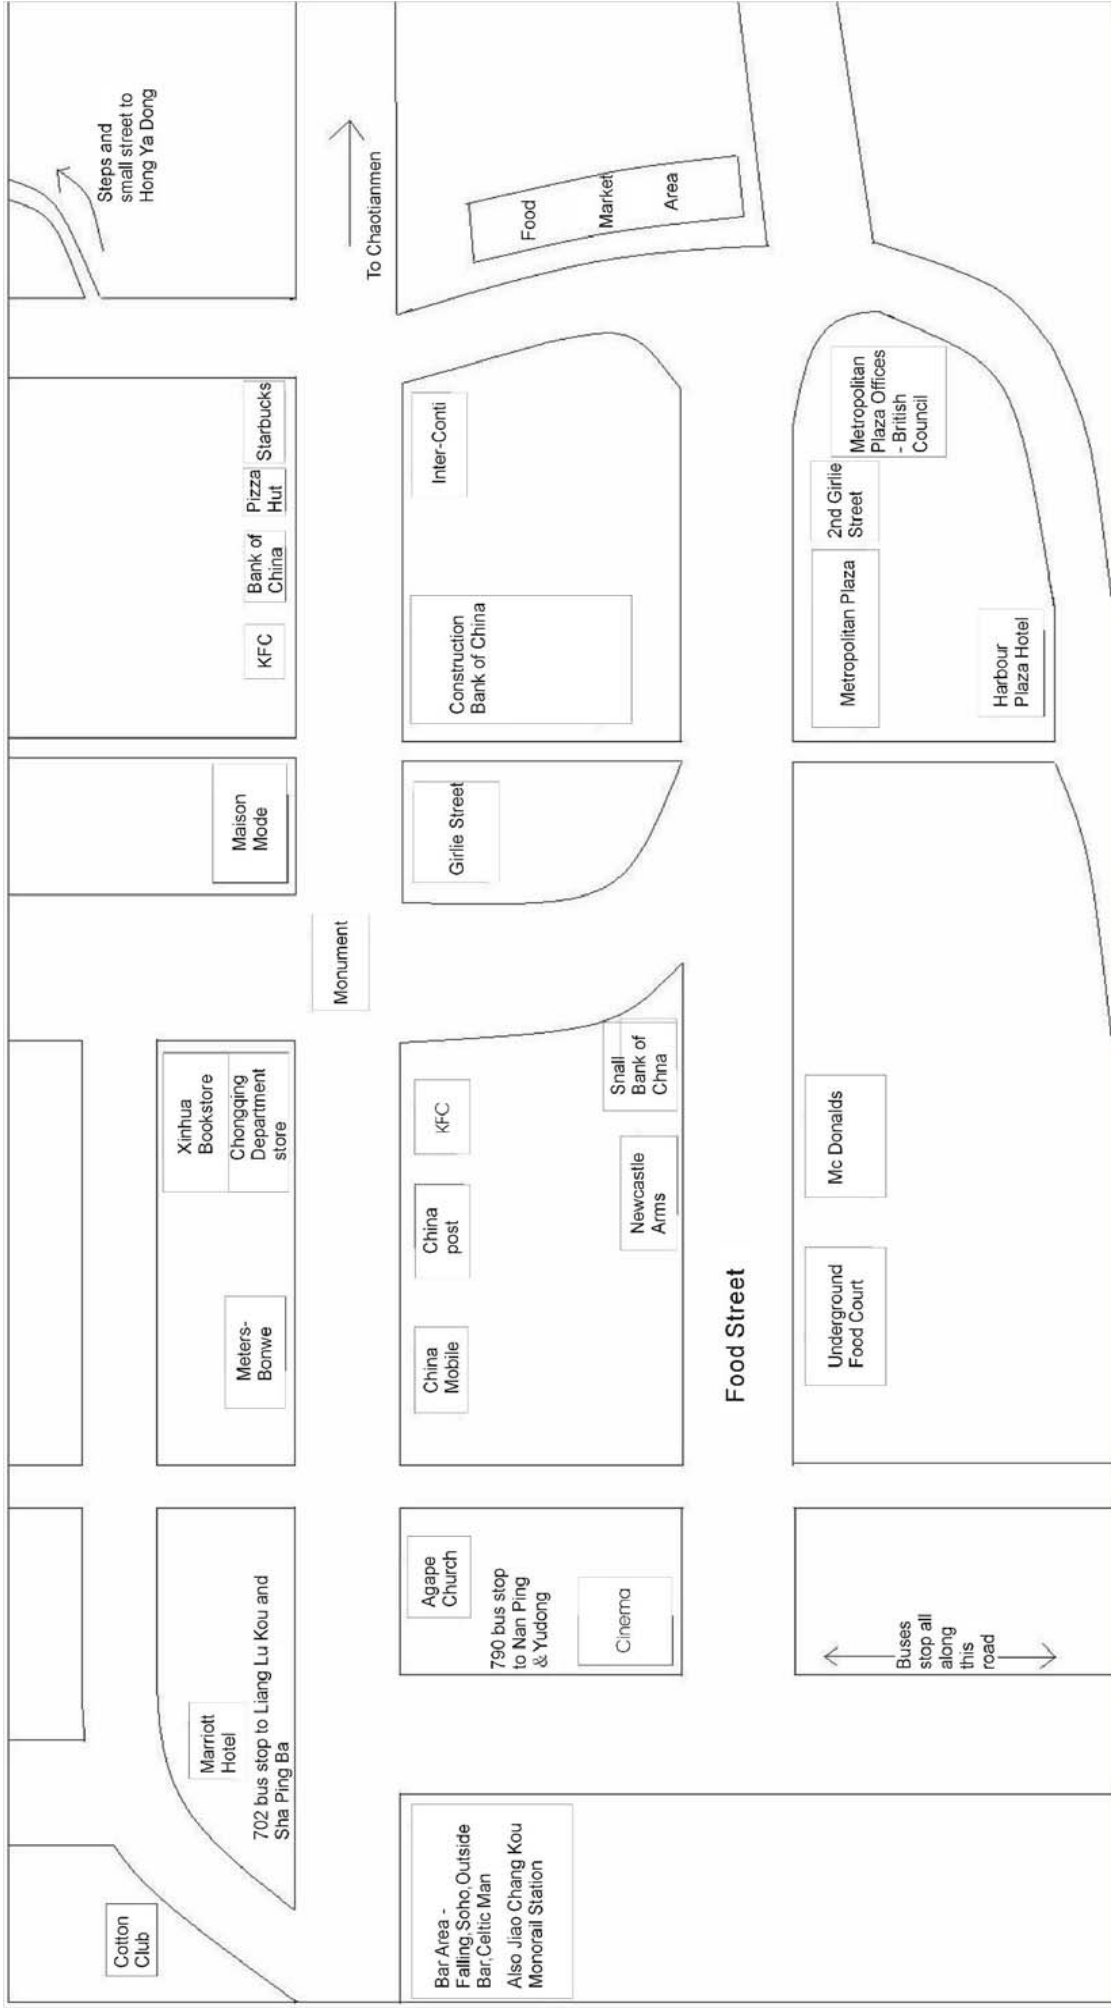 Cotton
Club
Marriott
Hotel
702 bus stop to Liang Lu Kou and
Sha Ping Ba
Meters-
Bonwe
Xinhua
Bookstore
Chongqing
Department
store
Maison
Mode
KFC
Bank of
China
Pizza
Hut
Starbucks
Steps and
small street to
Hong Ya Dong
Monument
To Chaotianmen
Bar Area -
Falling,Soho,Outside
Bar,Celtic Man
Also Jiao Chang Kou
Monorail Station
Agape
Church
790 bus stop
to Nan Ping
& Yudong
Cinema
China
Mobile
China
post
KFC
Newcastle
Arms
Snall
Bank of
Chna
Girlie Street
Construction
Bank of China
Inter-Conti
Food
Market
Area
Food Street
Buses
stop all
along
this
road
Underground
Food Court
Mc Donalds
Metropolitan Plaza
2nd Girlie
Street
Metropolitan
Plaza Offices
- British
Council
Harbour
Plaza Hotel